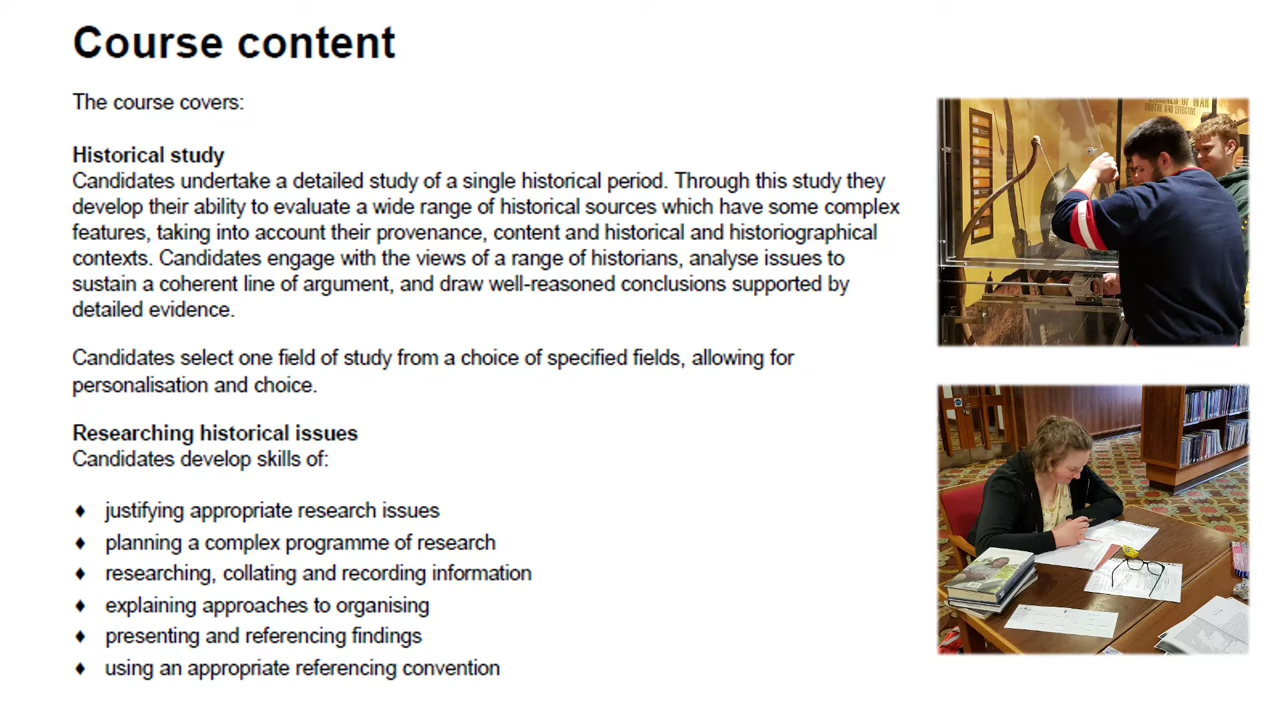 Course content
The course covers:
Historical study
Candidates undertake a detailed study of a single historical period. Through this study they
develop their ability to evaluate a wide range of historical sources which have some complex
features, taking into account their provenance, content and historical and historiographical
contexts. Candidates engage with the views of a range of historians, analyse issues to
sustain a coherent line of argument, and draw well-reasoned conclusions supported by
detailed evidence.
Candidates select one field of study from a choice of specified fields, allowing for
personalisation and choice.
Researching historical issues
Candidates develop skills of:
♦ justifying appropriate research issues
♦ planning a complex programme of research
♦ researching, collating and recording information
♦ explaining approaches to organising
♦ presenting and referencing findings
♦ using an appropriate referencing convention
OF WAR
AND EFFECTIVE